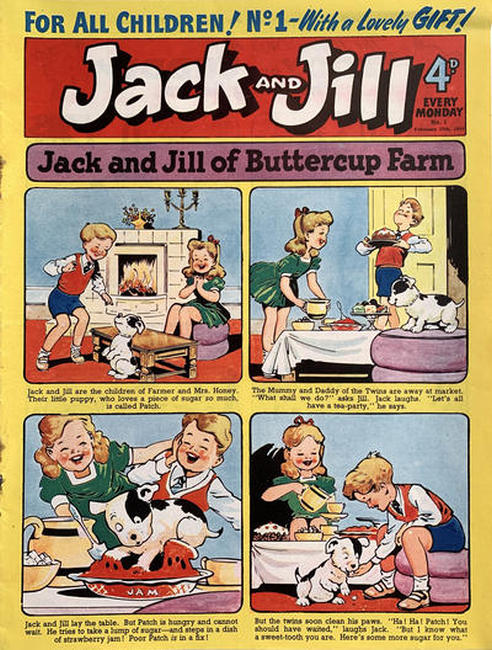 FOR ALL CHILDREN! No 1-With a Lovely GIFT!
Jack AND Jill
4D
EVERY
MONDAY
No. 1
Jack and Jill of Buttercup Farm
Jack and Jill are the children of Farmer and Mrs. Honey.
Their little puppy, who loves a piece of sugar so much,
is called Patch.
The Mummy and Daddy of the Twins are away at market.
"What shall we do?" asks Jill. Jack laughs. "Let's all
have a tea-party," he says.
JAM
Jack and Jill lay the table. But Patch is hungry and cannot
wait. He tries to take a lump of sugar—and steps in a dish
of strawberry jam! Poor Patch is in a fix!
But the twins soon clean his paws. "Ha! Ha! Patch! You
should have waited," laughs Jack. "But I know what
a sweet-tooth you are. Here's some more sugar for you."